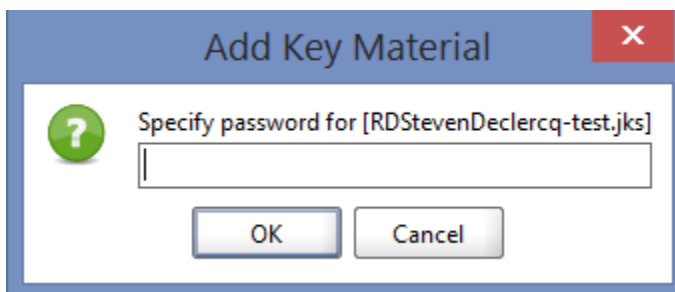 Add Key Material
Specify password for [RDStevenDeclercq-test.jks]
OK
Cancel